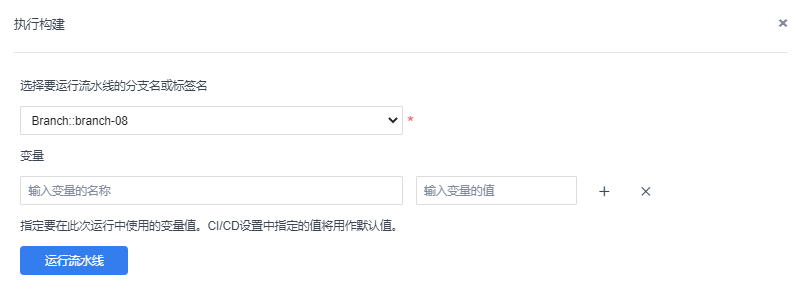 执行构建
选择要运行流水线的分支名或标签名
Branch::branch-08 *
变量
输入变量的名称 输入变量的值
指定要在此次运行中使用的变量值。CI/CD设置中指定的值将用作默认值。
运行流水线